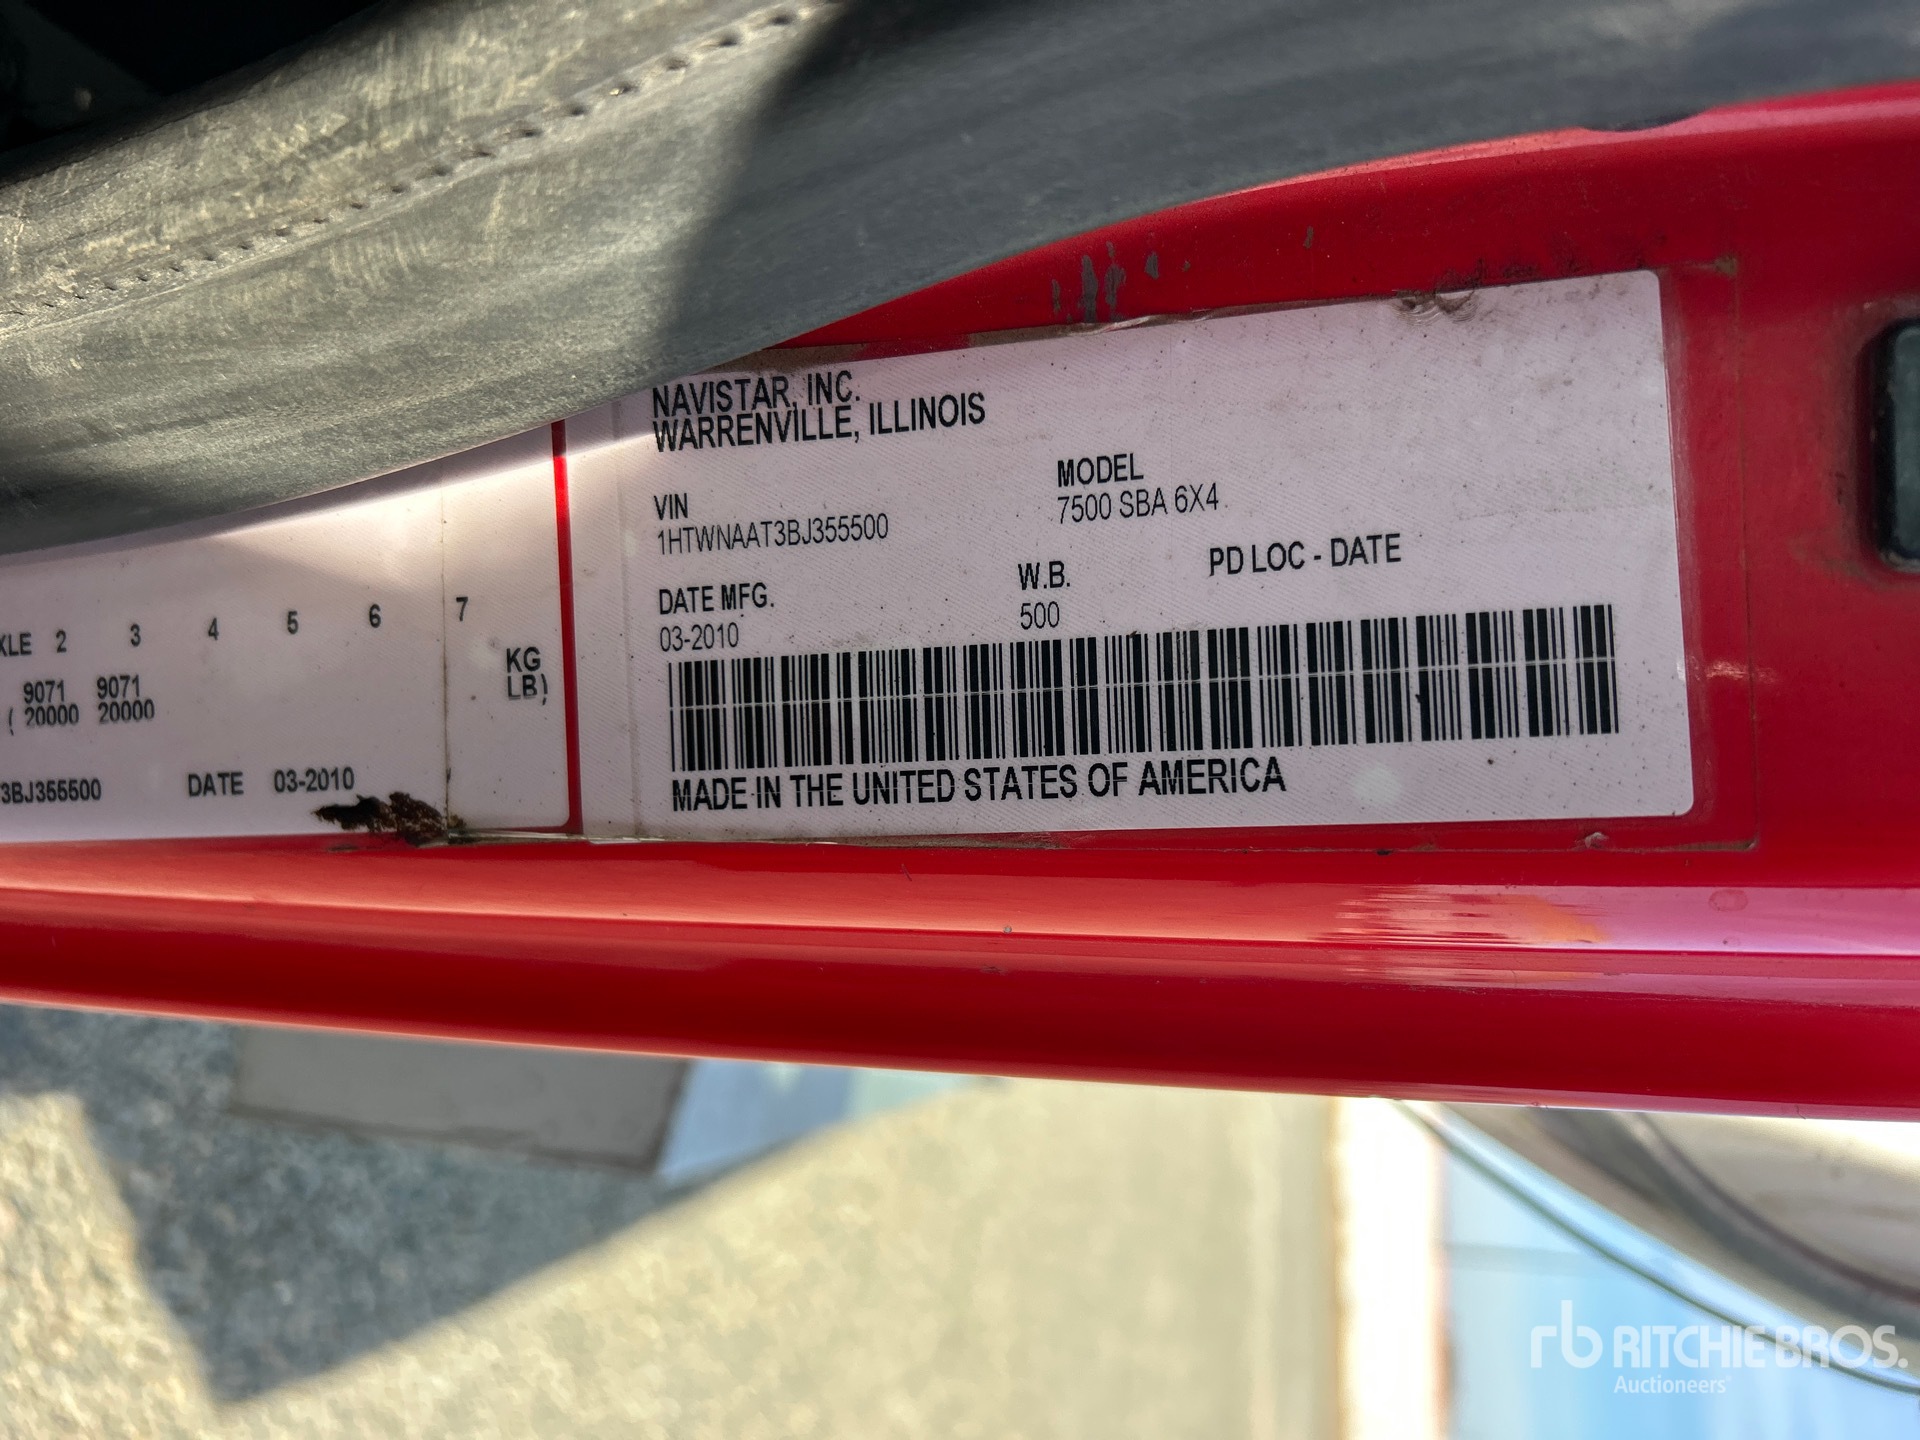 NAVISTAR, INC.
WARRENVILLE, ILLINOIS
VIN
1HTWNAAT3BJ355500
MODEL
7500 SBA 6X4
DATE MFG.
03-2010
W.B.
500
PD LOC - DATE
MADE IN THE UNITED STATES OF AMERICA
2 3 4 5 6 7
KG
LB)
9071 9071
( 20000 20000
3BJ355500 DATE 03-2010
rb RITCHIE BROS.
Auctioneers